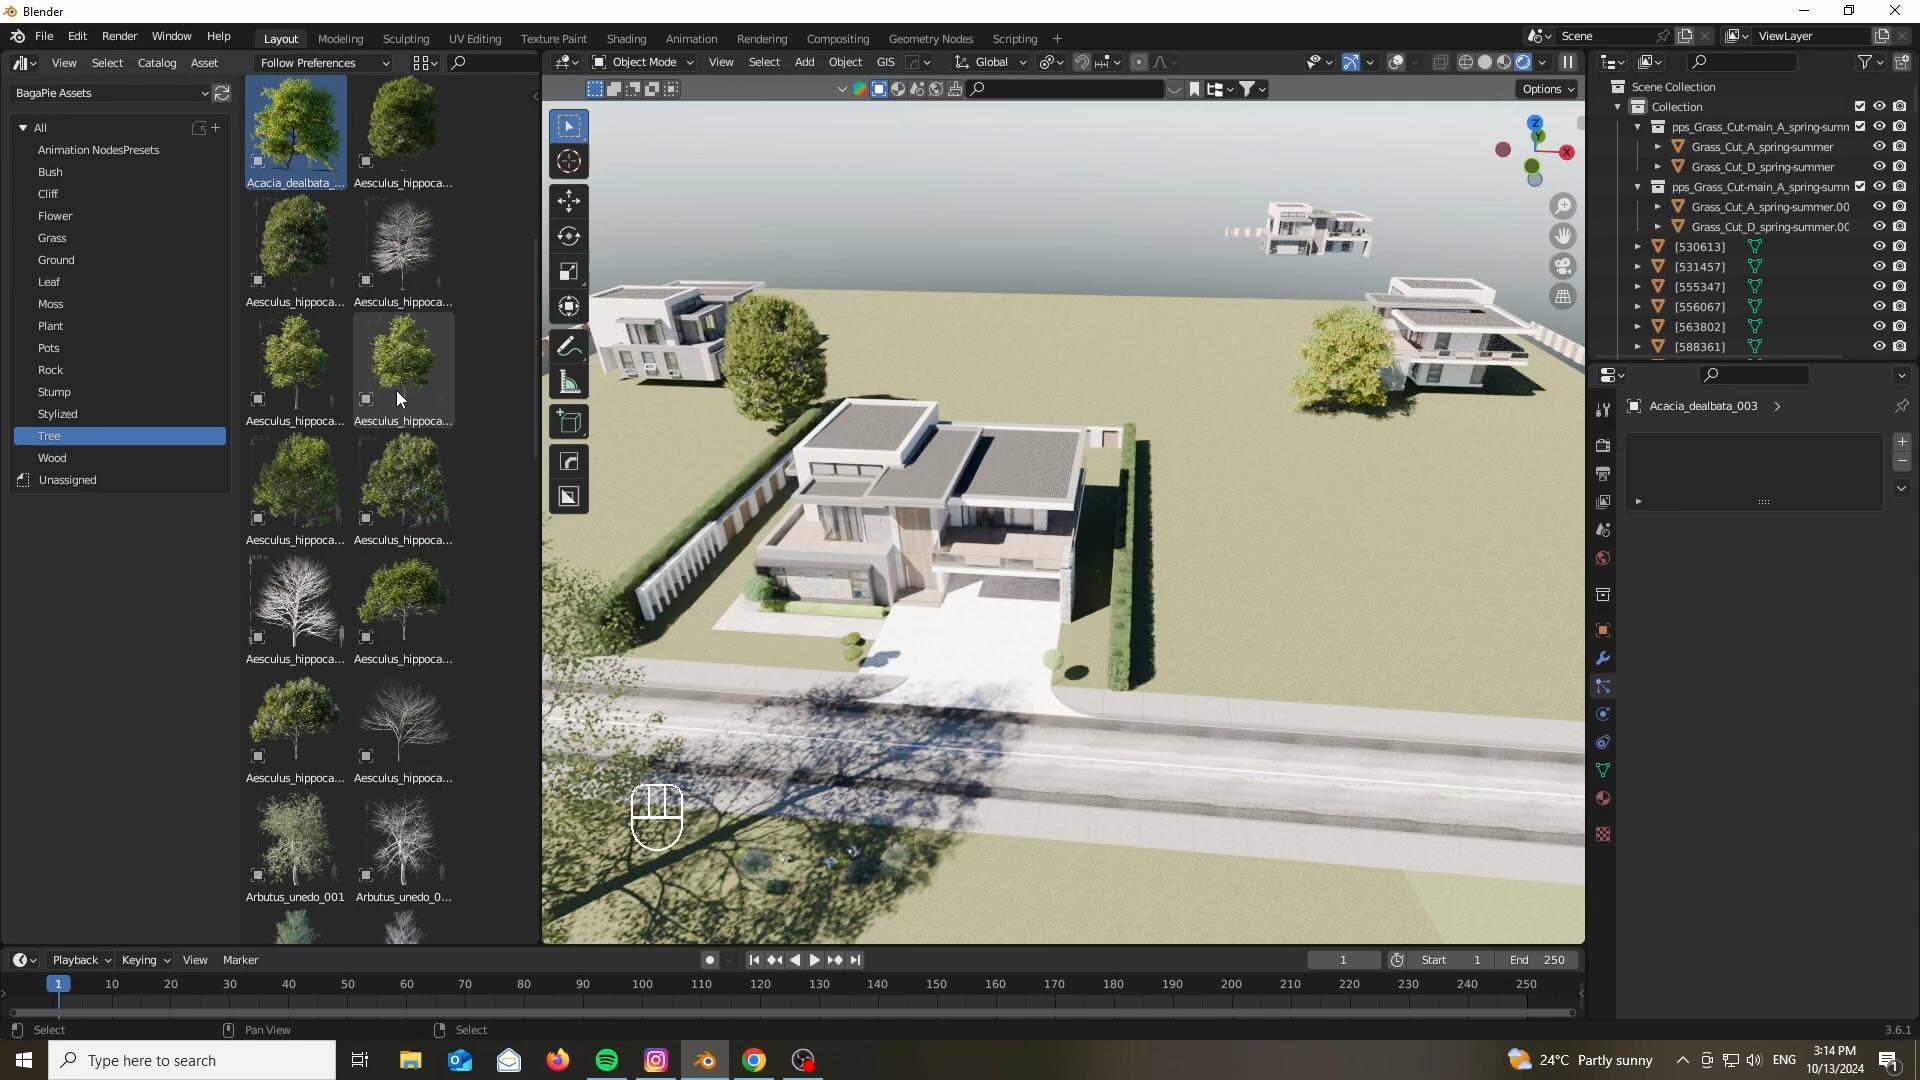 Blender
File Edit Render Window Help Layout Modeling Sculpting UV Editing Texture Paint Shading Animation Rendering Compositing Geometry Nodes Scripting + Scene ViewLayer
View Select Catalog Asset Follow Preferences Object Mode View Select Add Object GIS Global
BagaPie Assets
Options
All
Animation NodesPresets
Bush
Cliff
Flower
Grass
Ground
Leaf
Moss
Plant
Pots
Rock
Stump
Stylized
Tree
Wood
Unassigned
Acacia_dealbata_... Aesculus_hippoca...
Aesculus_hippoca... Aesculus_hippoca...
Aesculus_hippoca... Aesculus_hippoca...
Aesculus_hippoca... Aesculus_hippoca...
Aesculus_hippoca... Aesculus_hippoca...
Aesculus_hippoca... Aesculus_hippoca...
Arbutus_unedo_001 Arbutus_unedo_0...
Z
Y
X
Scene Collection
Collection
pps_Grass_Cut-main_A_spring-summ
Grass_Cut_A_spring-summer
Grass_Cut_D_spring-summer
pps_Grass_Cut-main_A_spring-summ
Grass_Cut_A_spring-summer.00
Grass_Cut_D_spring-summer.00
[530613]
[531457]
[555347]
[556067]
[563802]
[588361]
Acacia_dealbata_003
Playback Keying View Marker 1 Start 1 End 250
1 10 20 30 40 50 60 70 80 90 100 110 120 130 140 150 160 170 180 190 200 210 220 230 240 250
Select Pan View Select 3.6.1
Type here to search 24°C Partly sunny ENG 3:14 PM
10/13/2024
1